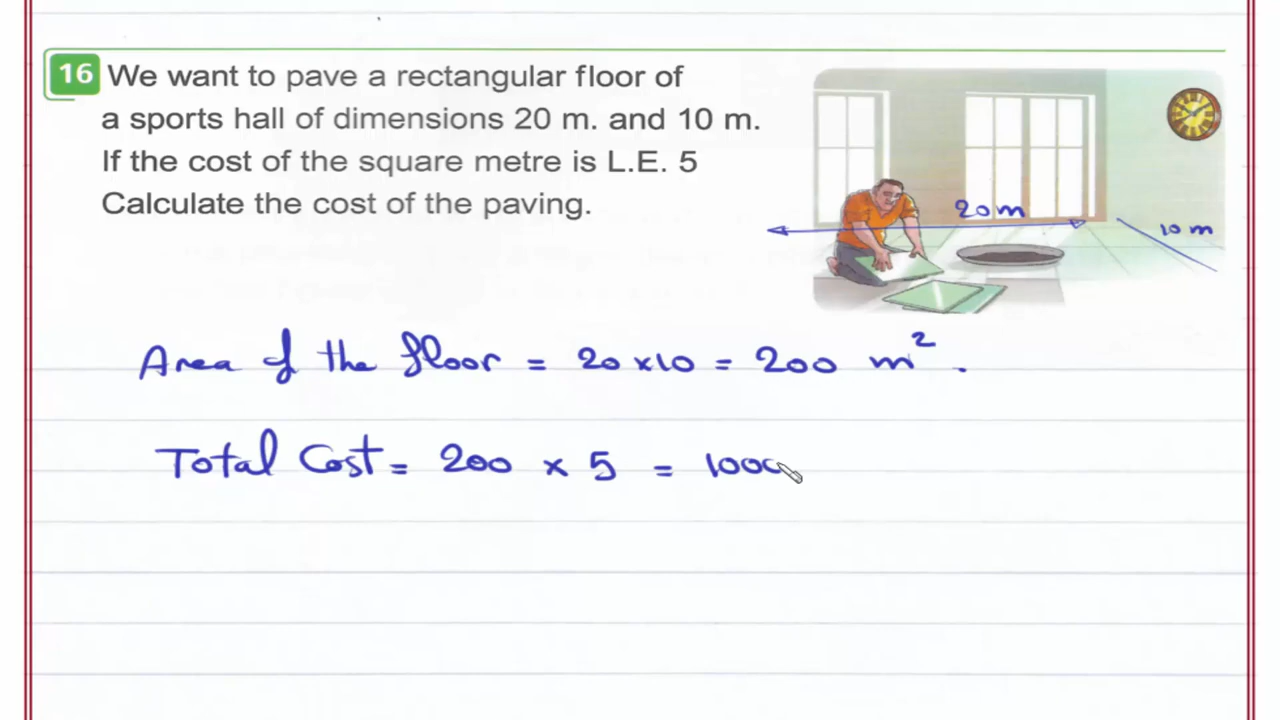 16 We want to pave a rectangular floor of
a sports hall of dimensions 20 m. and 10 m.
If the cost of the square metre is L.E. 5
Calculate the cost of the paving.
20m
10 m
Area of the floor = 20 x10 = 200 m².
Total Cost = 200 x 5 = 1000